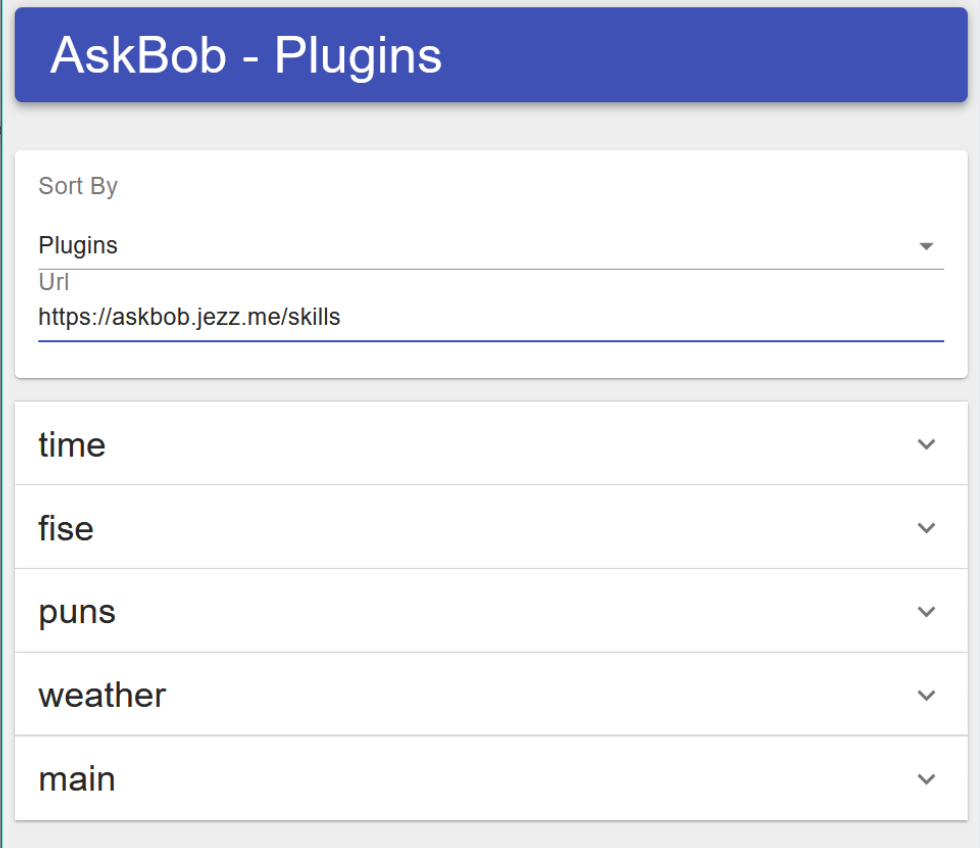 AskBob - Plugins
Sort By
Plugins
Url
https://askbob.jezz.me/skills
time
fise
puns
weather
main